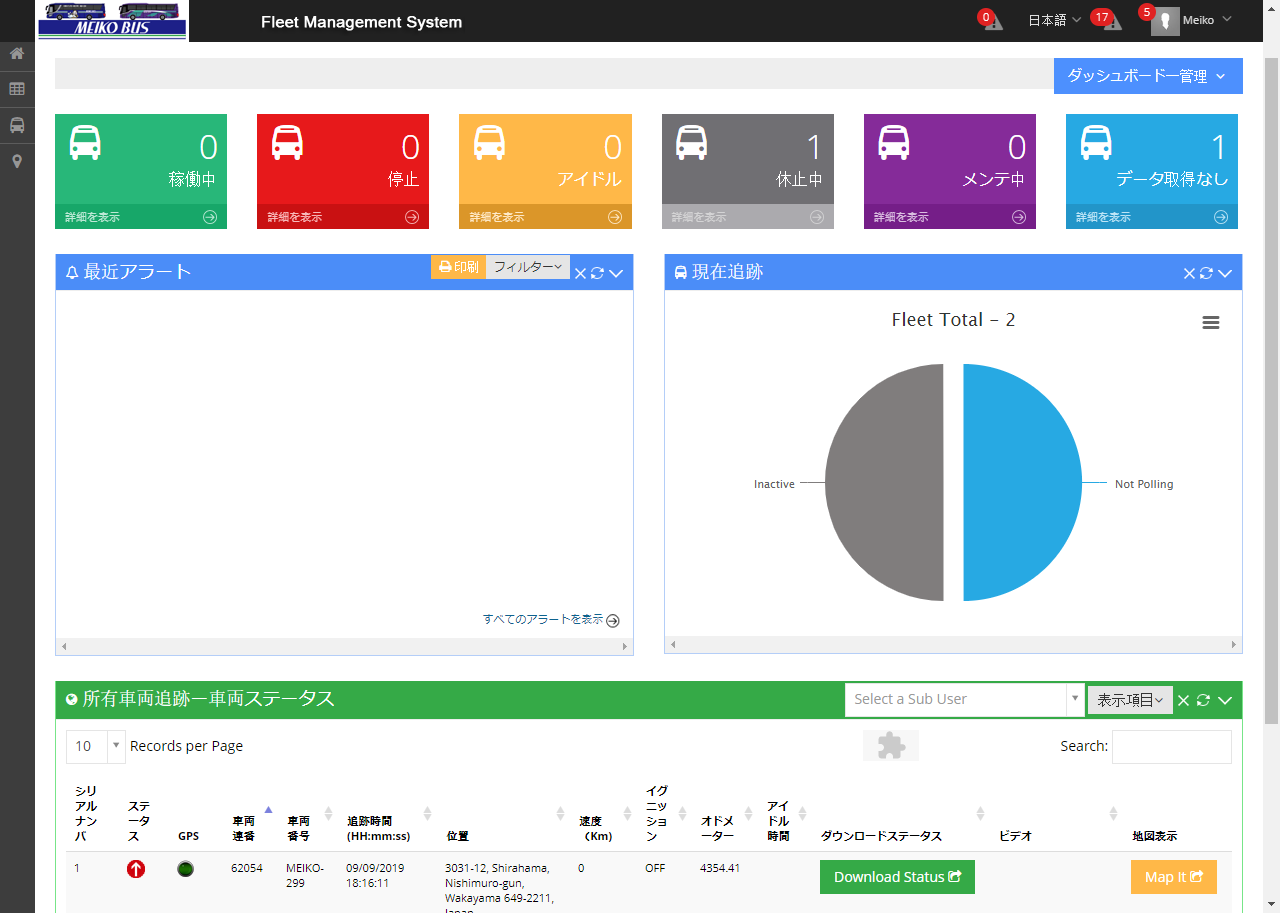 MEIKO BUS
Fleet Management System
0
日本語
17
5
Meiko
ダッシュボードー管理
0
稼働中
詳細を表示
0
停止
詳細を表示
0
アイドル
詳細を表示
1
休止中
詳細を表示
0
メンテ中
詳細を表示
1
データ取得なし
詳細を表示
最近アラート
印刷
フィルター
現在追跡
Fleet Total - 2
Inactive
Not Polling
すべてのアラートを表示
所有車両追跡ー車両ステータス
Select a Sub User
表示項目
10 Records per Page
Search:
シリ
アル
ナン
バ
ステ
ータ
ス
GPS
車両
連番
車両
番号
追跡時間
(HH:mm:ss)
位置
速度
(Km)
イグ
ニッ
ショ
ン
オドメ
ーター
アイ
ドル
時間
ダウンロードステータス
ビデオ
地図表示
1
62054
MEIKO-
299
09/09/2019
18:16:11
3031-12, Shirahama,
Nishimuro-gun,
Wakayama 649-2211,
Japan
0
OFF
4354.41
Download Status
Map It